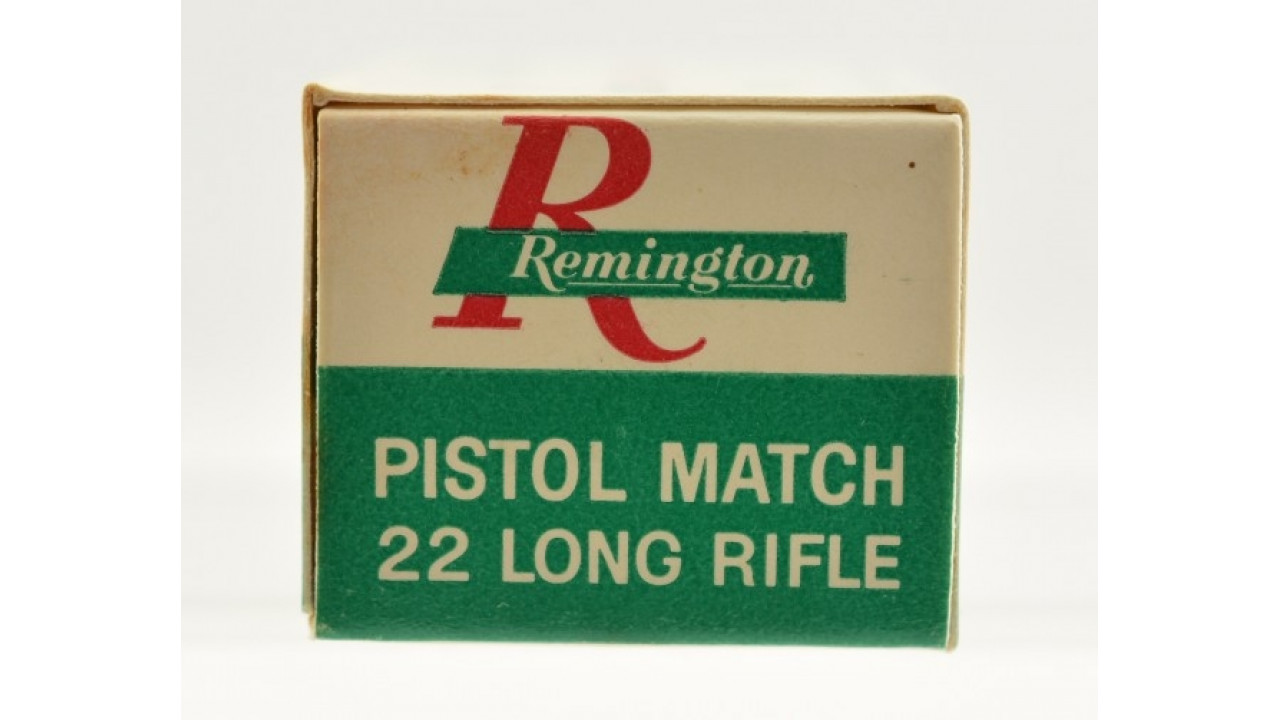 R
Remington
PISTOL MATCH
22 LONG RIFLE